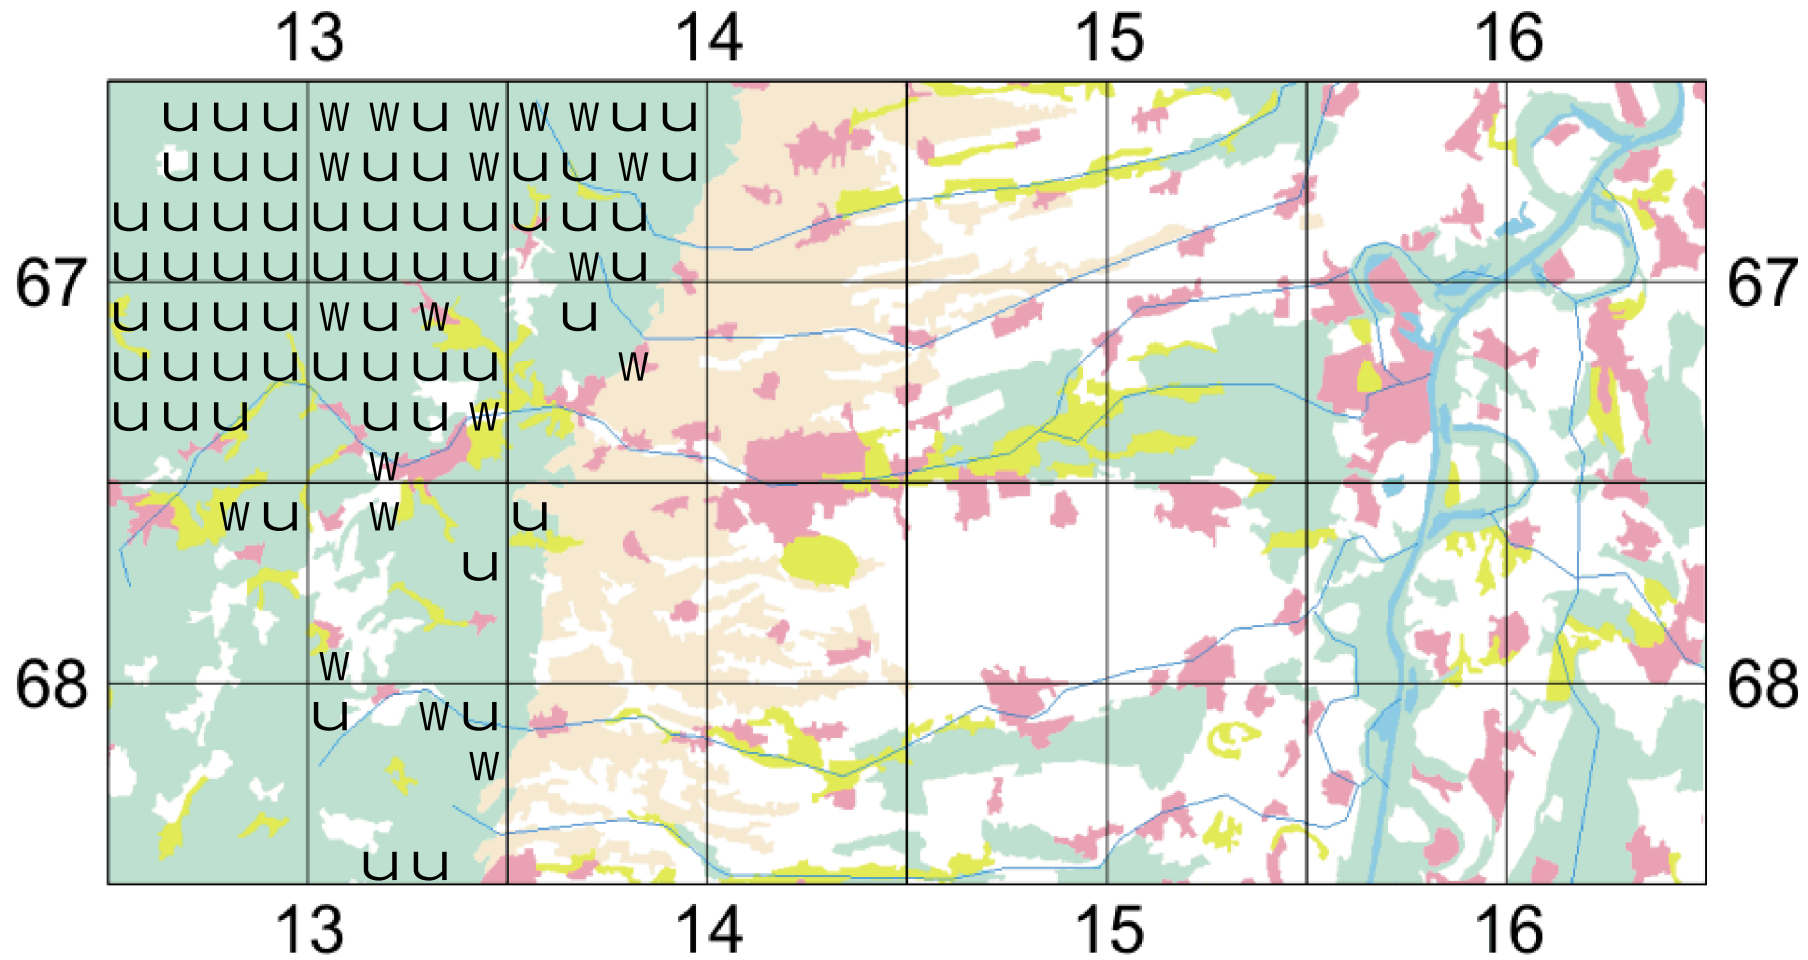 13 14 15 16
u u u w w u w w w u u
u u u w u u w u u w u
u u u u u u u u u u u
67 u u u u u u u u w u 67
u u u u w u w u
u u u u u u u u w
u u u u u w
w
w u w u
u
68 w 68
u w u
w
u u
13 14 15 16